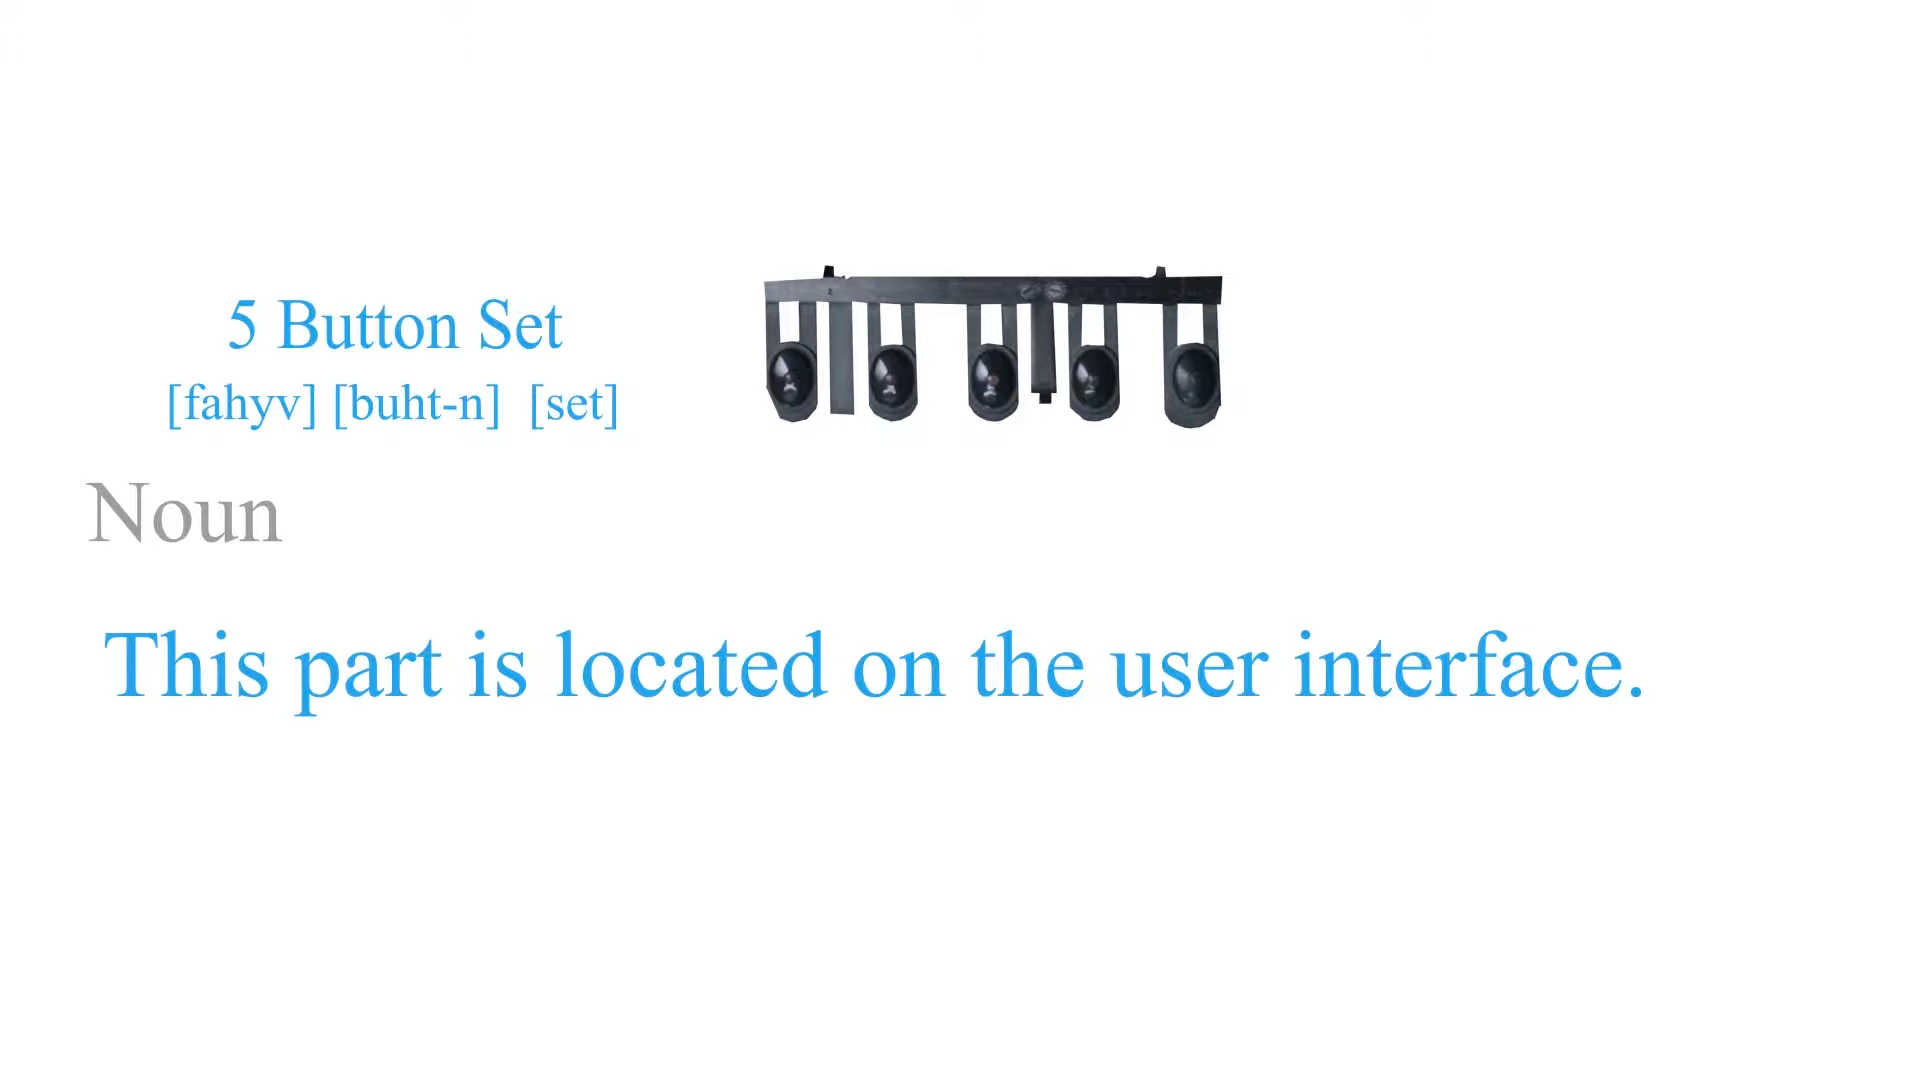 5 Button Set
[fahyv] [buht-n] [set]
Noun
This part is located on the user interface.